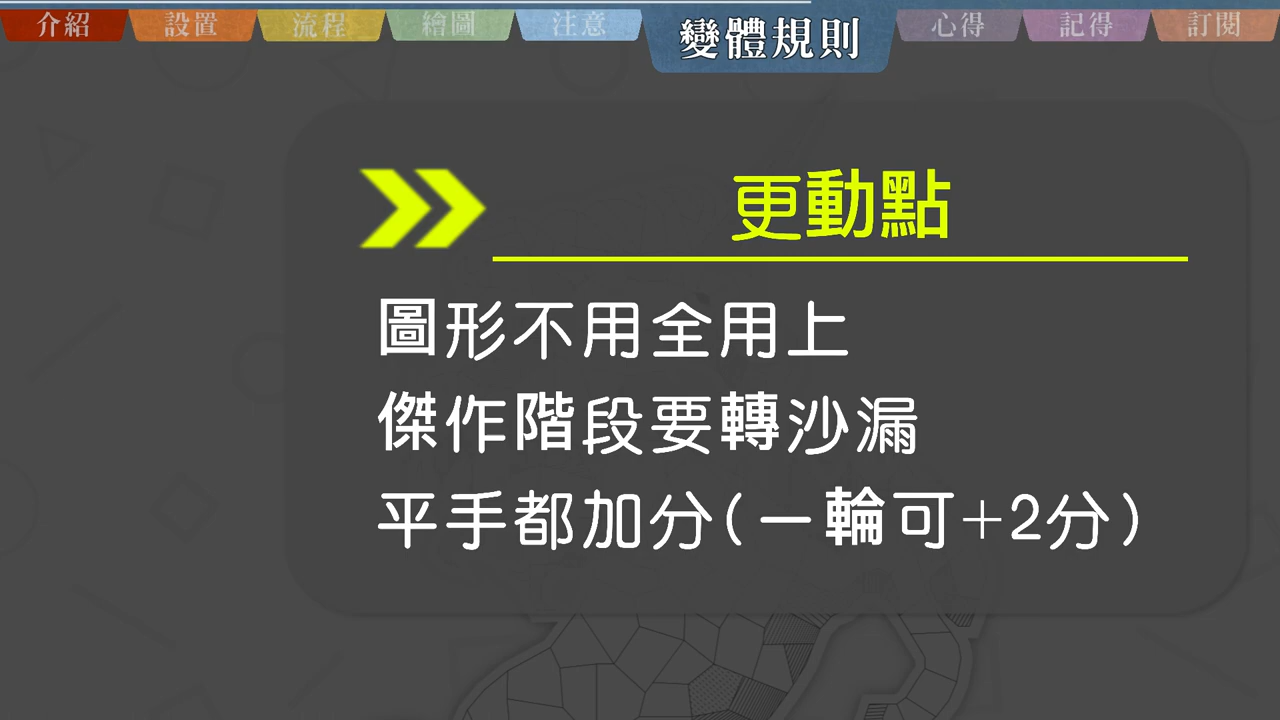 介紹
設置
流程
繪圖
注意
變體規則
心得
記得
訂閱
更動點
圖形不用全用上
傑作階段要轉沙漏
平手都加分(一輪可+2分)